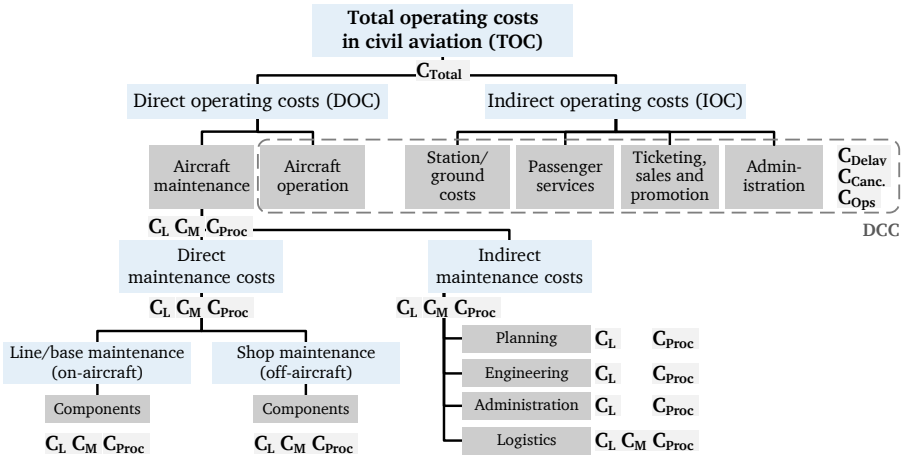 Total operating costs
in civil aviation (TOC)
C_Total
Direct operating costs (DOC)
Indirect operating costs (IOC)
Aircraft
maintenance
Aircraft
operation
Station/
ground
costs
Passenger
services
Ticketing,
sales and
promotion
Admin-
istration
C_Delay
C_Canc.
C_Ops
DCC
C_L C_M C_Proc
Direct
maintenance costs
Indirect
maintenance costs
C_L C_M C_Proc
C_L C_M C_Proc
Line/base maintenance
(on-aircraft)
Shop maintenance
(off-aircraft)
Components
Components
C_L C_M C_Proc
C_L C_M C_Proc
Planning C_L C_Proc
Engineering C_L C_Proc
Administration C_L C_Proc
Logistics C_L C_M C_Proc